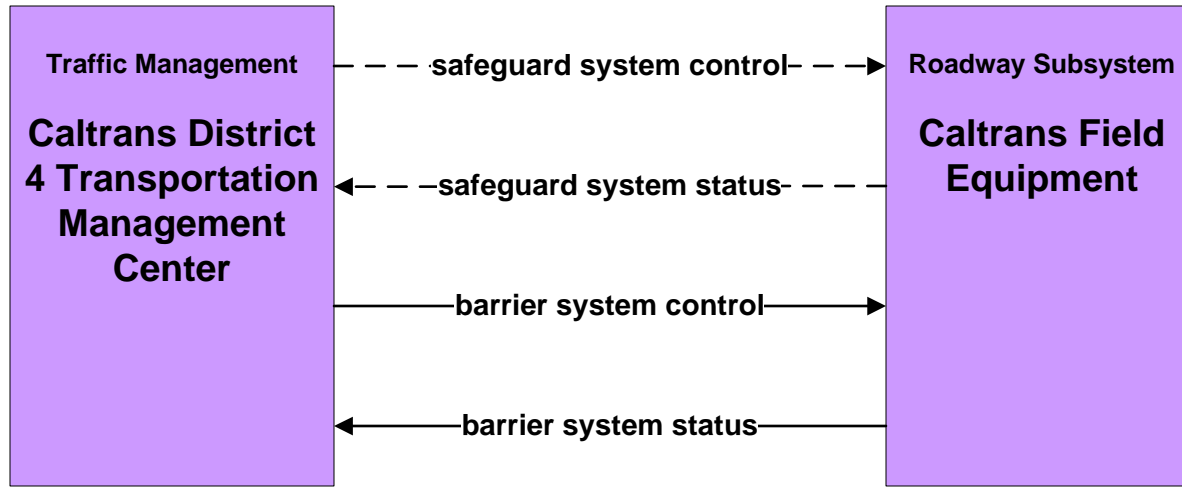 Traffic Management
Caltrans District
4 Transportation
Management
Center
safeguard system control
safeguard system status
barrier system control
barrier system status
Roadway Subsystem
Caltrans Field
Equipment